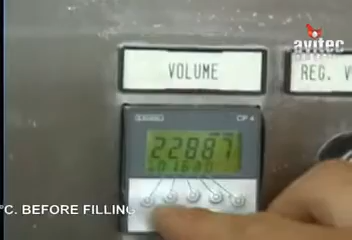 avitec
VOLUME
REG. V
CP 4
22887
°C. BEFORE FILLING